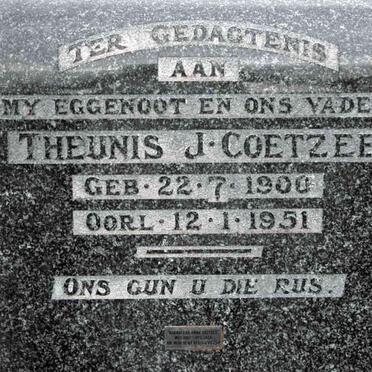 TER GEDAGTENIS
AAN
MY EGGENOOT EN ONS VADE
THEUNIS J. COETZEE
GEB. 22.7.1900
OORL. 12.1.1951
ONS GUN U DIE RUS.